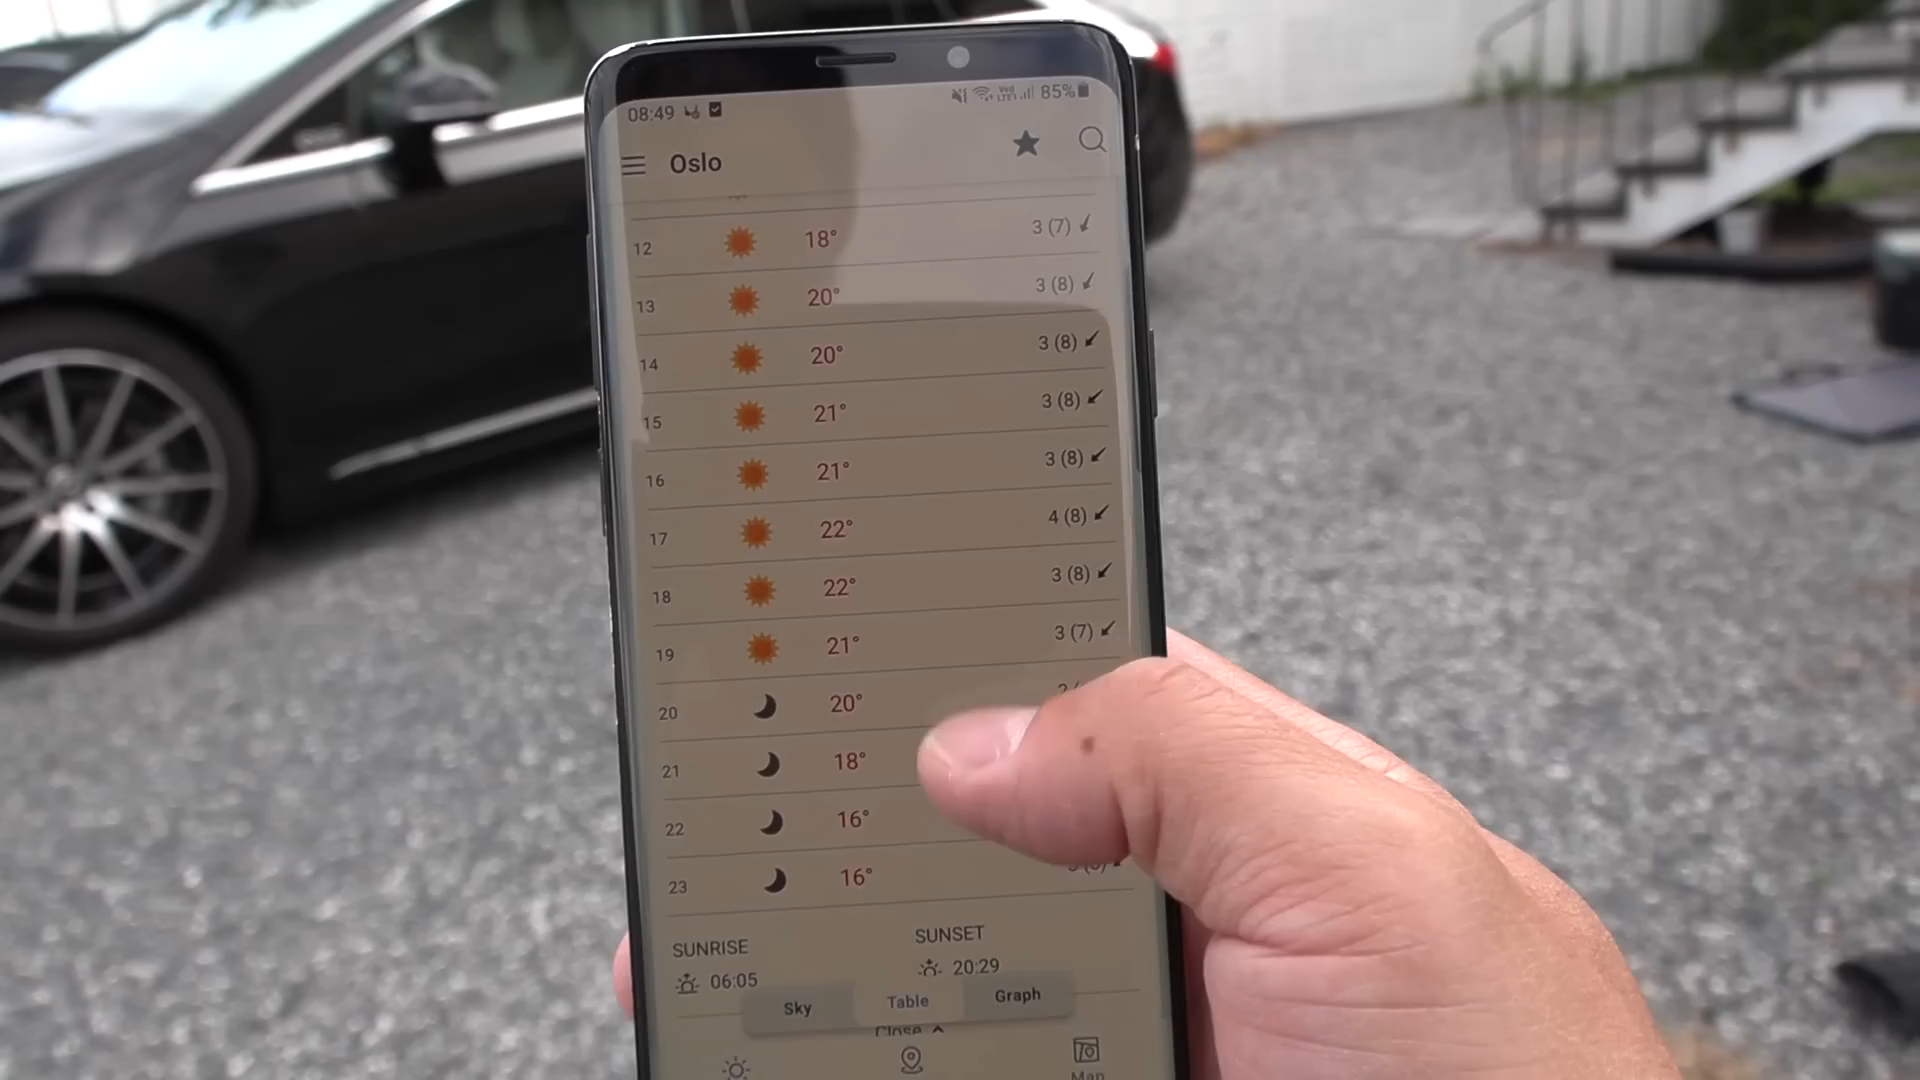 08:49 85%
Oslo
12 18° 3 (7)
13 20° 3 (8)
14 20° 3 (8)
15 21° 3 (8)
16 21° 3 (8)
17 22° 4 (8)
18 22° 3 (8)
19 21° 3 (7)
20 20°
21 18°
22 16°
23 16°
SUNRISE SUNSET
06:05 20:29
Sky Table Graph
Close
Map